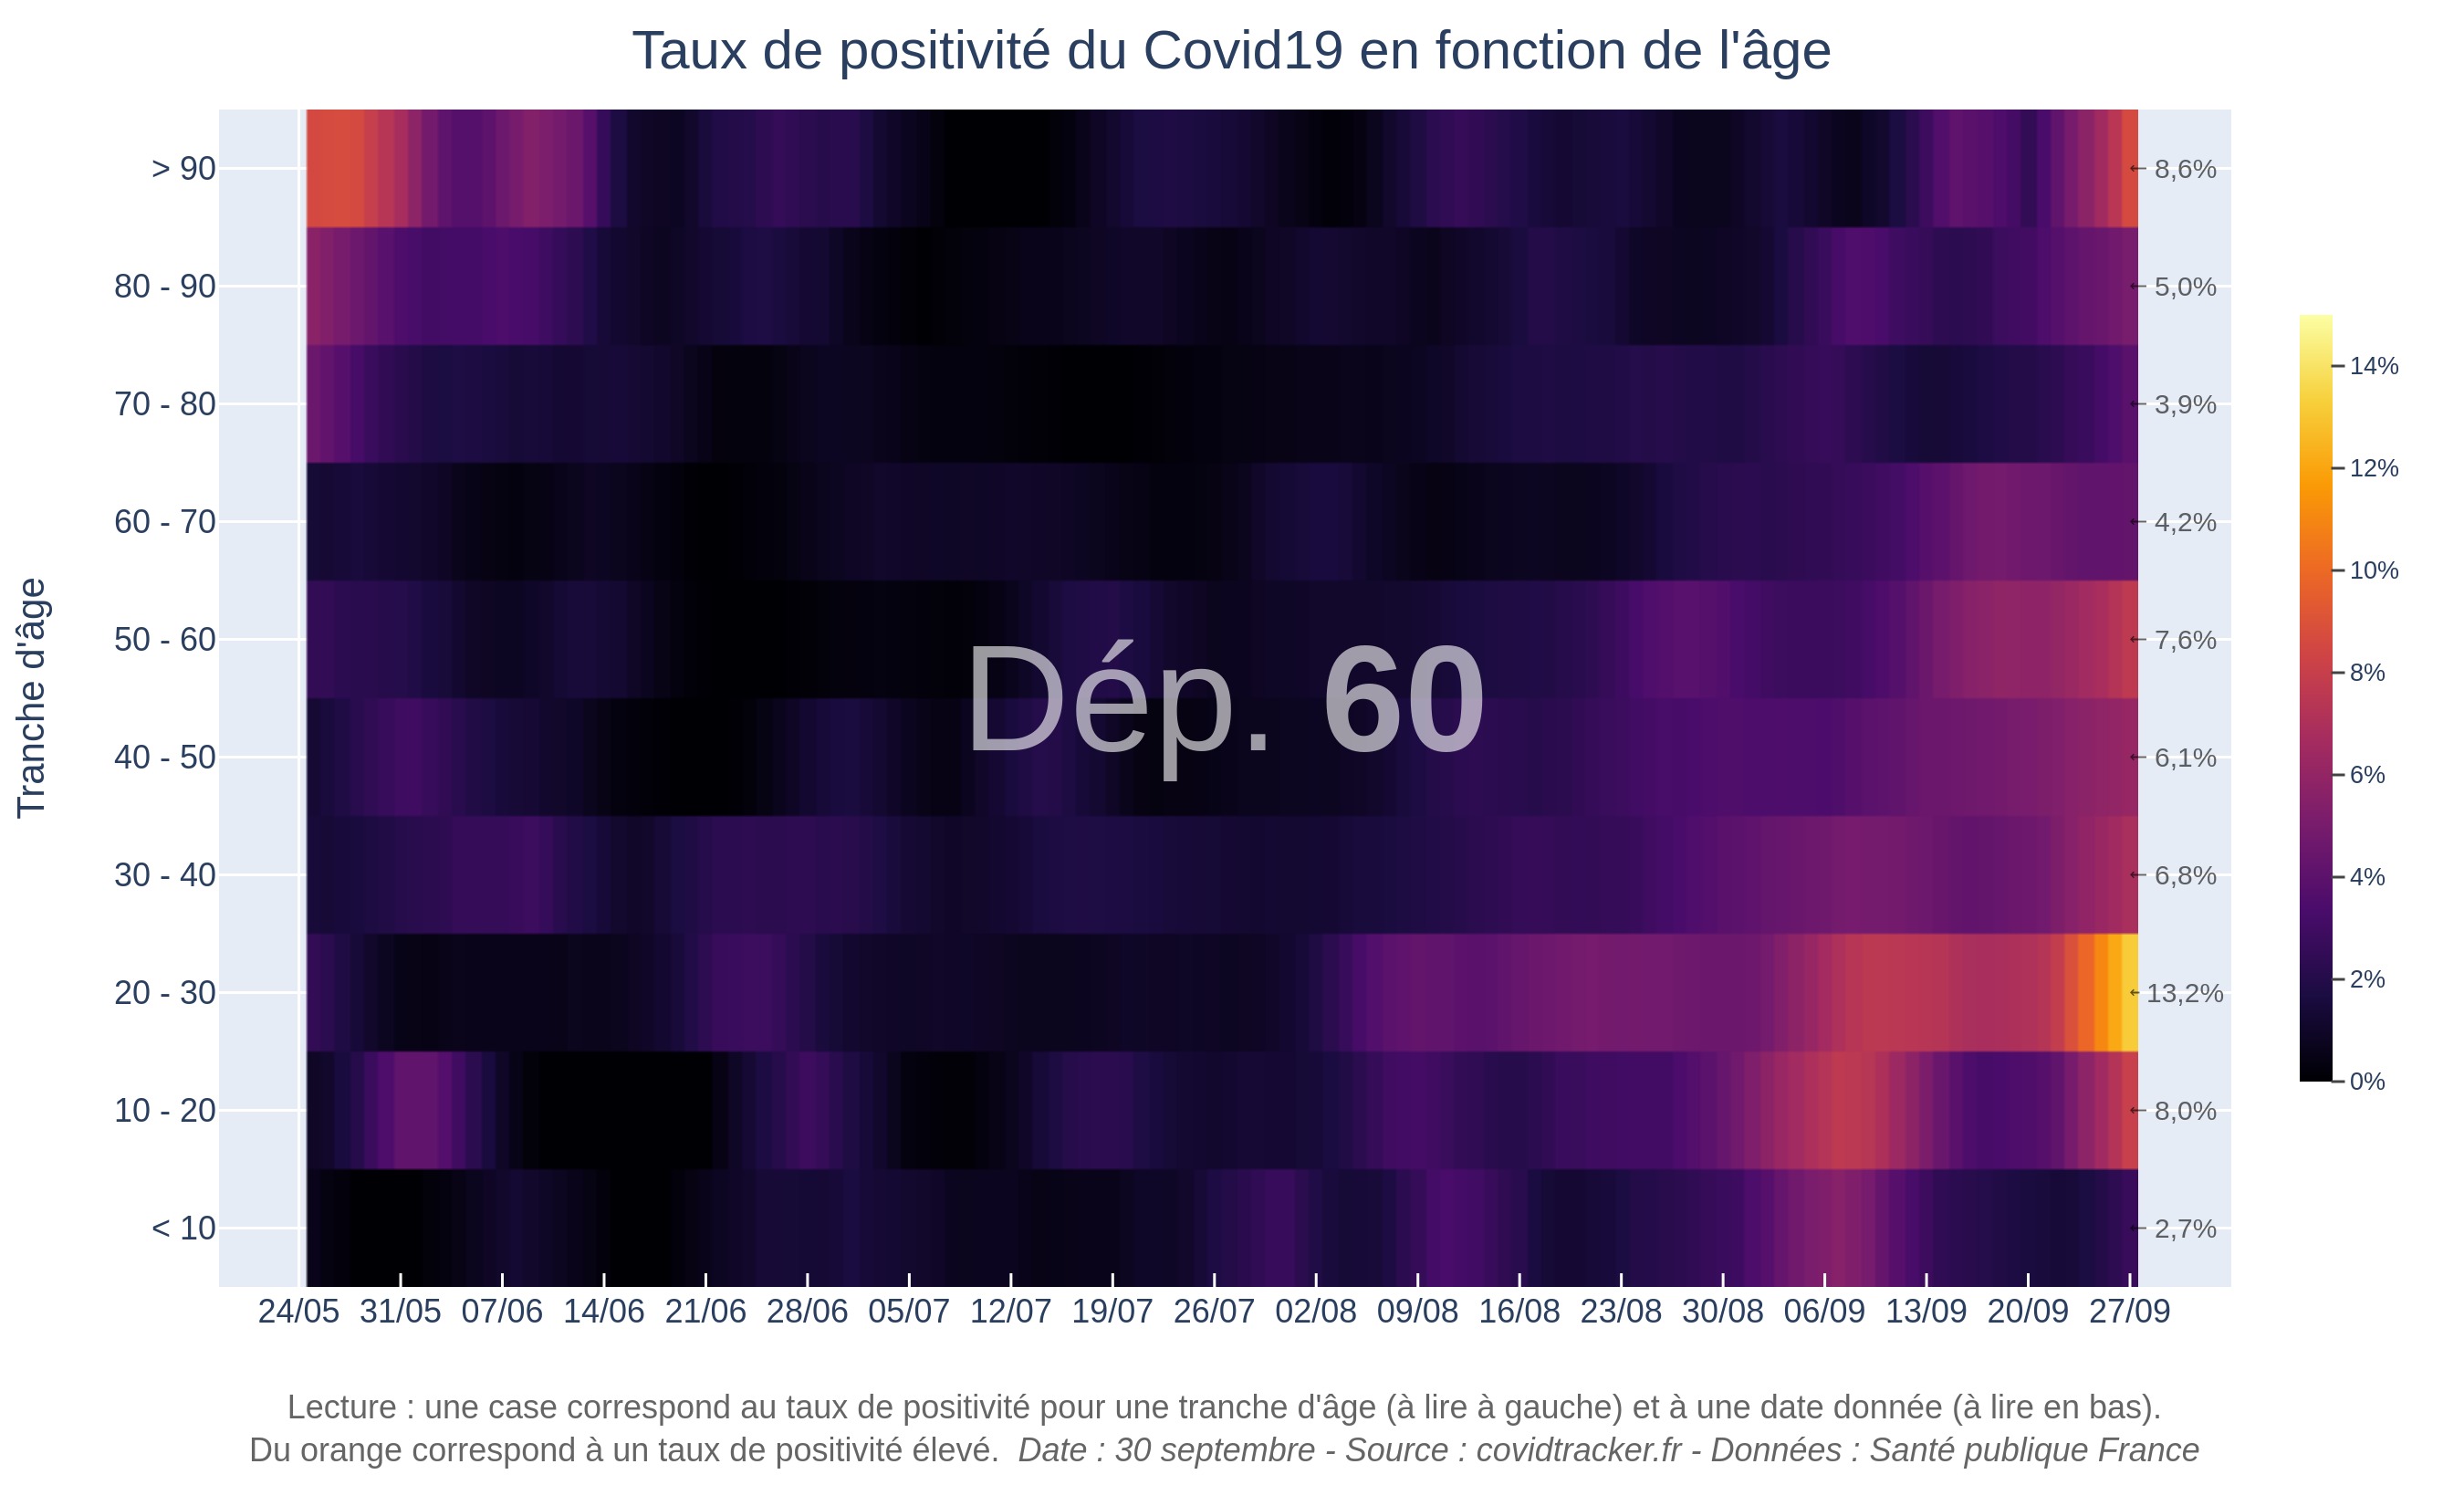 Taux de positivité du Covid19 en fonction de l'âge
Tranche d'âge
> 90
80 - 90
70 - 80
60 - 70
50 - 60
40 - 50
30 - 40
20 - 30
10 - 20
< 10
Dép. 60
8,6%
5,0%
3,9%
4,2%
7,6%
6,1%
6,8%
13,2%
8,0%
2,7%
14%
12%
10%
8%
6%
4%
2%
0%
24/05 31/05 07/06 14/06 21/06 28/06 05/07 12/07 19/07 26/07 02/08 09/08 16/08 23/08 30/08 06/09 13/09 20/09 27/09
Lecture : une case correspond au taux de positivité pour une tranche d'âge (à lire à gauche) et à une date donnée (à lire en bas).
Du orange correspond à un taux de positivité élevé. Date : 30 septembre - Source : covidtracker.fr - Données : Santé publique France